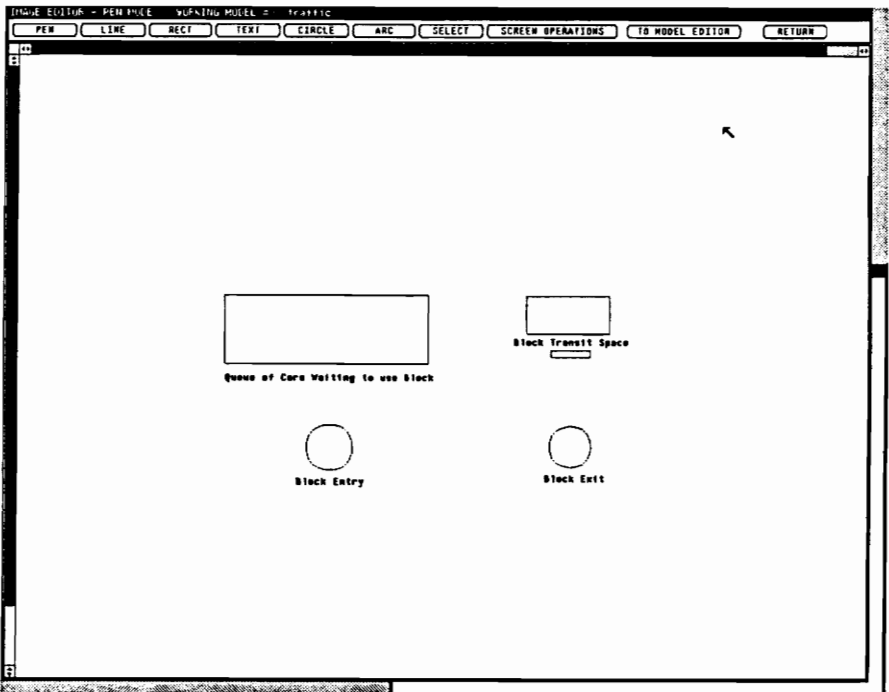 IMAGE EDITOR - PEN MODE WORKING MODEL = traffic
PEN LINE RECT TEXT CIRCLE ARC SELECT SCREEN OPERATIONS TO MODEL EDITOR RETURN
Block Transit Space
Queue of Cars Waiting to use Block
Block Entry
Block Exit